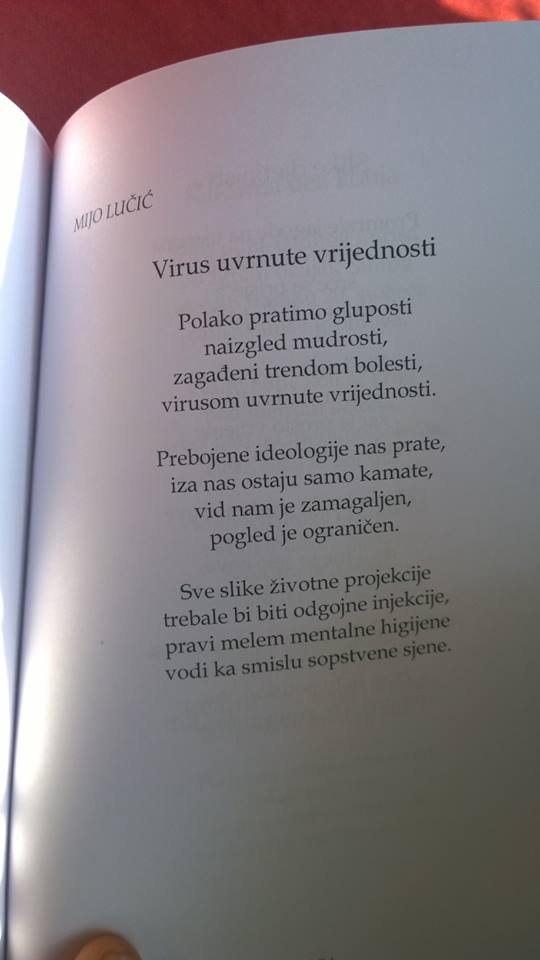 MIJO LUČIĆ
Virus uvrnute vrijednosti
Polako pratimo gluposti
naizgled mudrosti,
zagađeni trendom bolesti,
virusom uvrnute vrijednosti.
Prebojene ideologije nas prate,
iza nas ostaju samo kamate,
vid nam je zamagaljen,
pogled je ograničen.
Sve slike životne projekcije
trebale bi biti odgojne injekcije,
pravi melem mentalne higijene
vodi ka smislu sopstvene sjene.